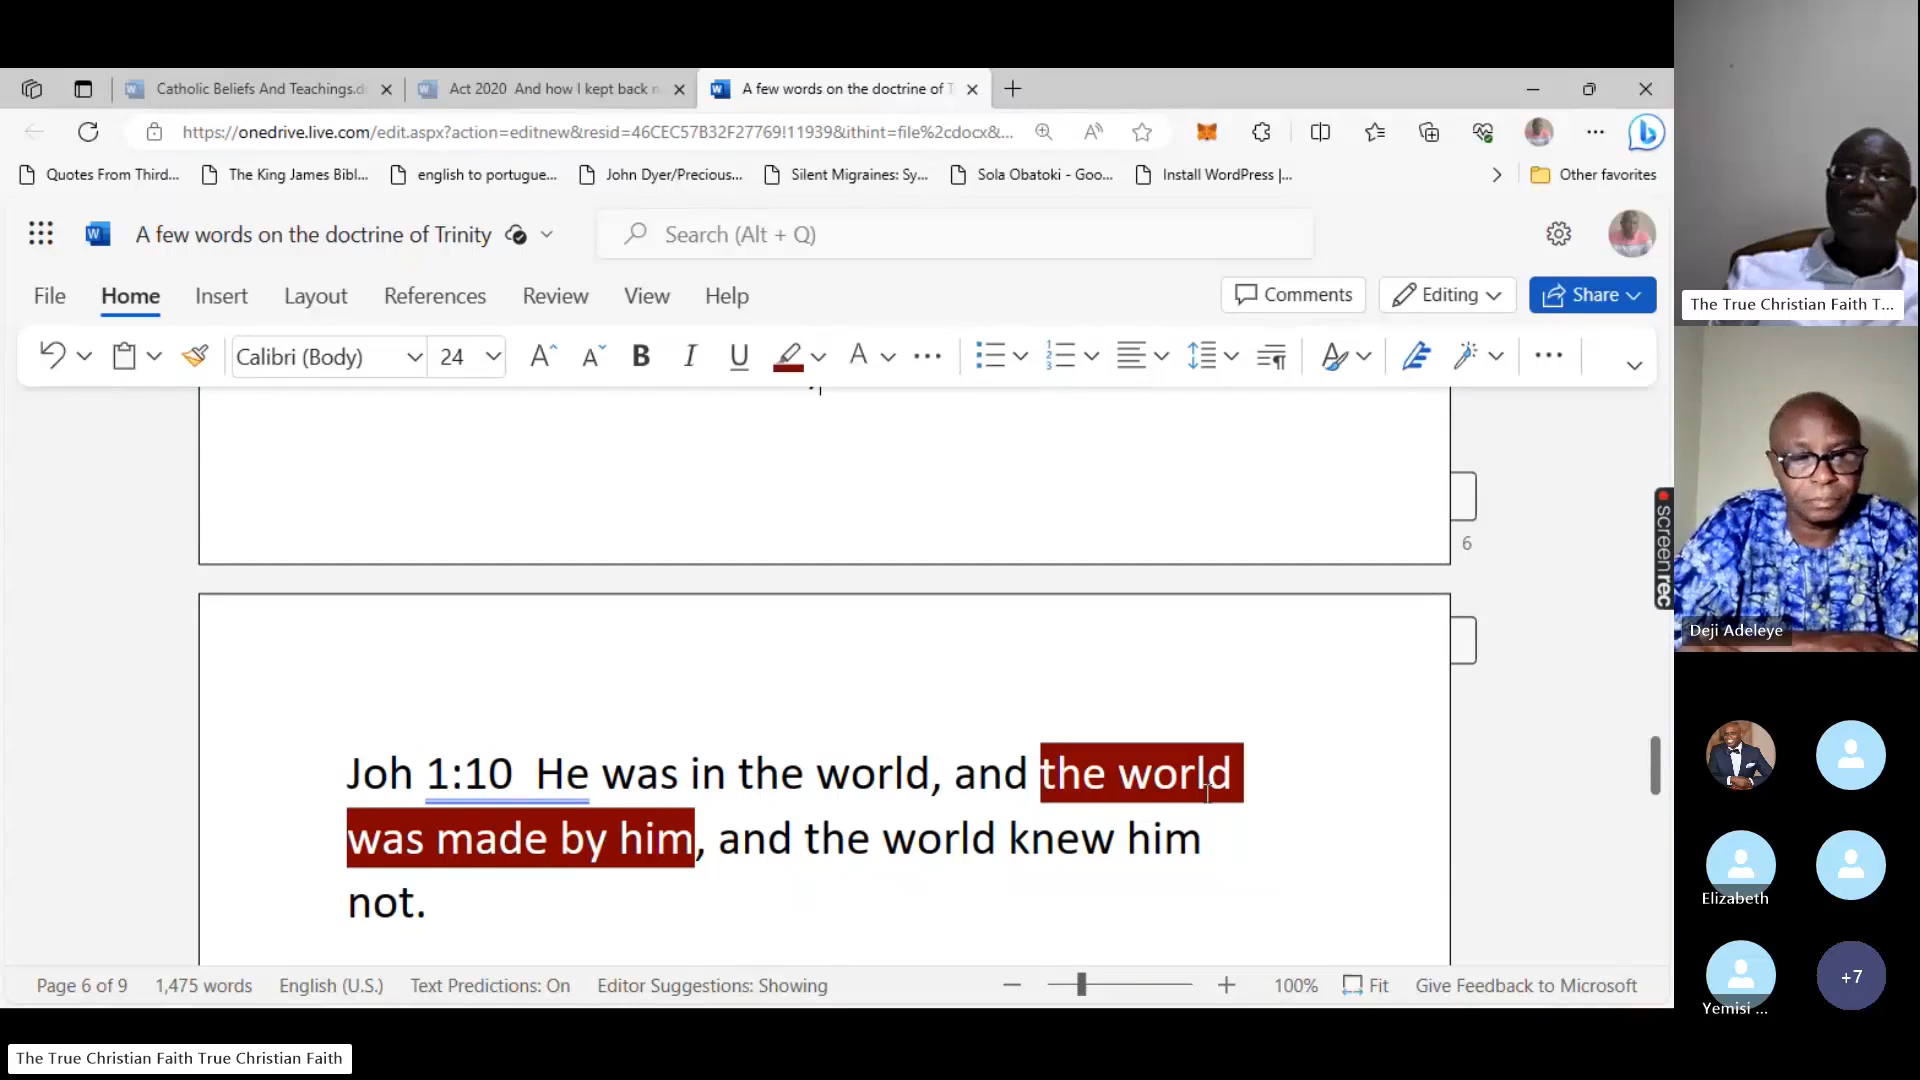 Catholic Beliefs And Teachings.d
Act 2020 And how I kept back n
A few words on the doctrine of T
https://onedrive.live.com/edit.aspx?action=editnew&resid=46CEC57B32F27769!11939&ithint=file%2cdocx&...
Quotes From Third...
The King James Bibl...
english to portugue...
John Dyer/Precious...
Silent Migraines: Sy...
Sola Obatoki - Goo...
Install WordPress |...
Other favorites
A few words on the doctrine of Trinity
Search (Alt + Q)
File Home Insert Layout References Review View Help
Comments
Editing
Share
Calibri (Body) 24
6
Joh 1:10  He was in the world, and the world
was made by him, and the world knew him
not.
Page 6 of 9 1,475 words English (U.S.) Text Predictions: On Editor Suggestions: Showing 100% Fit Give Feedback to Microsoft
screenrec
The True Christian Faith T...
Deji Adeleye
Elizabeth
Yemisi ...
+7
The True Christian Faith True Christian Faith